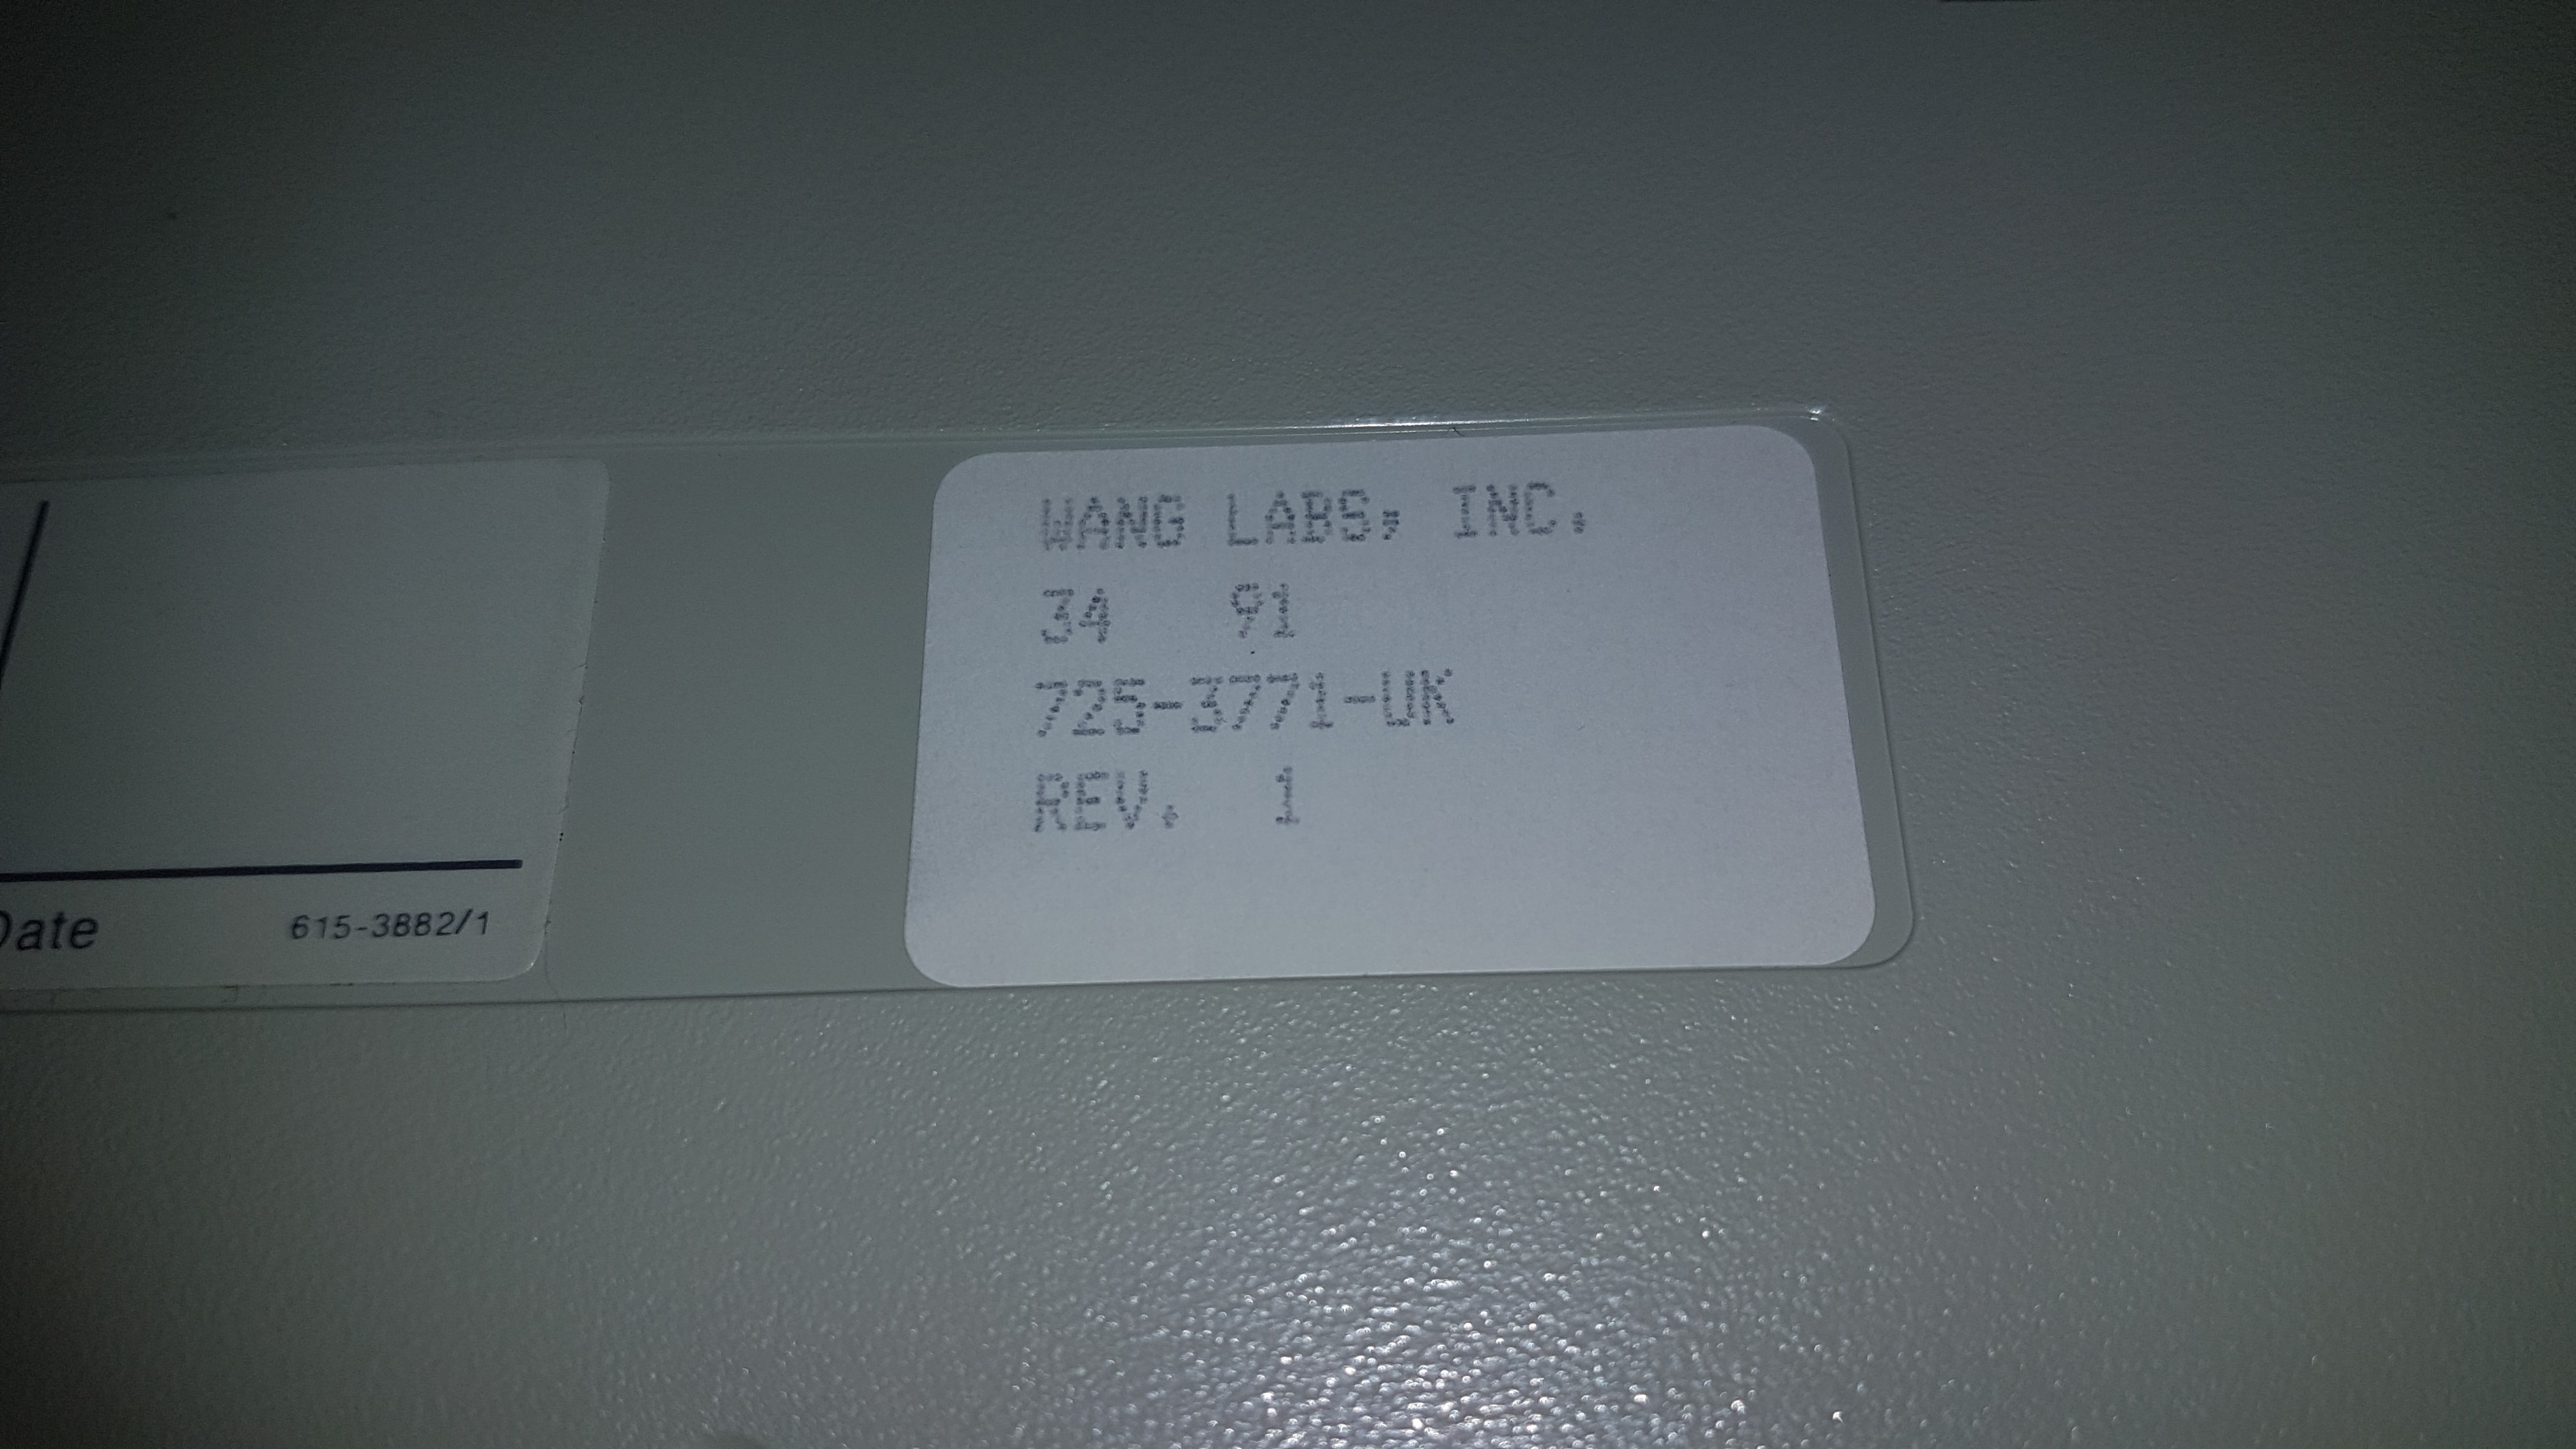 WANG LABS, INC.
34 91
725-3771-UK
REV. 1
Date 615-3882/1